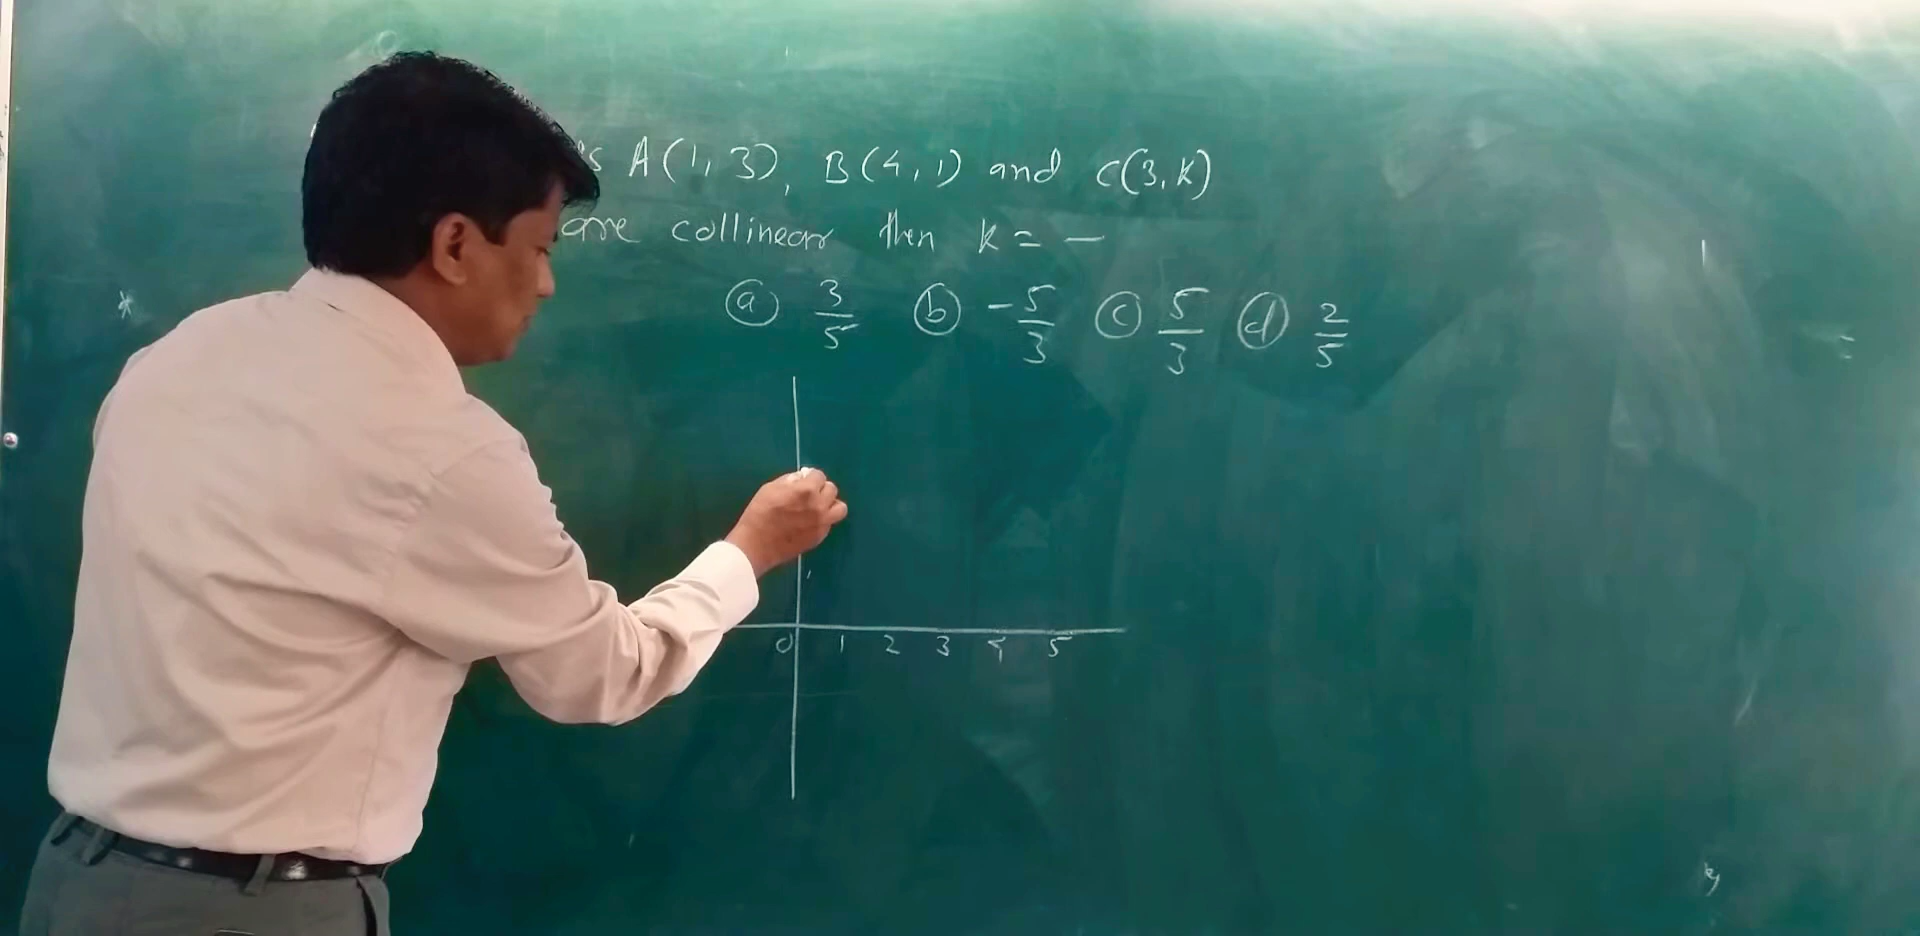 A(1, 3), B(4, 1) and C(3, k)
are collinear then k = —
ⓐ 3/5 ⓑ -5/3 ⓒ 5/3 ⓓ 2/5
0 1 2 3 4 5